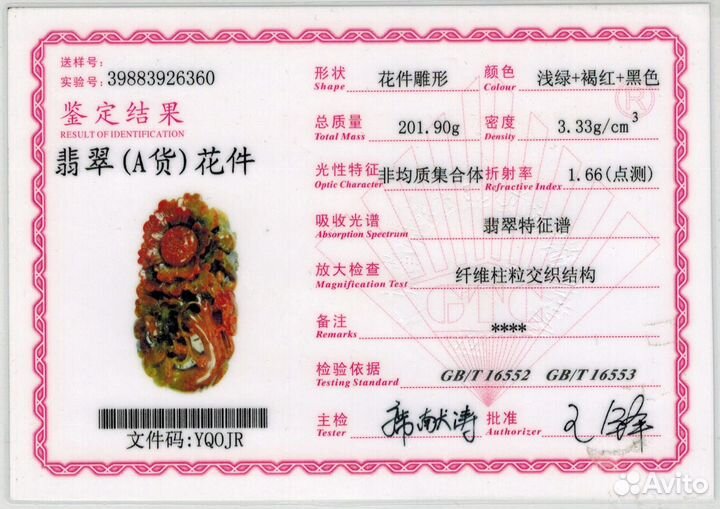 送样号:
实验号: 39883926360
鉴定结果
RESULT OF IDENTIFICATION
翡翠(A货)花件
文件码:YQOJR
形状 花件雕形 颜色 浅绿+褐红+黑色
Shape Colour
总质量 201.90g 密度 3.33g/cm³
Total Mass Density
光性特征 非均质集合体 折射率 1.66(点测)
Optic Character Refractive Index
吸收光谱 翡翠特征谱
Absorption Spectrum
放大检查 纤维柱粒交织结构
Magnification Test
备注 ****
Remarks
检验依据 GB/T 16552 GB/T 16553
Testing Standard
主检 批准
Tester Authorizer
GTC
®
Avito